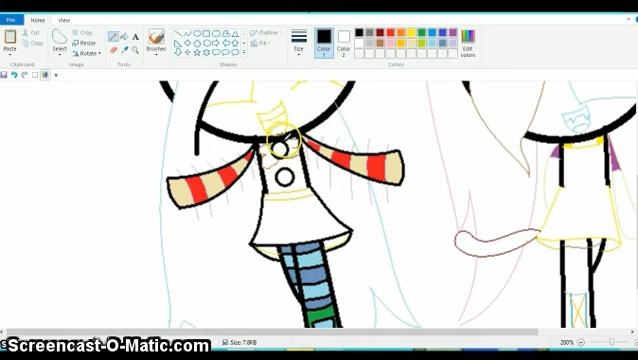 File
Home
View
Paste
Cut
Copy
Select
Crop
Resize
Rotate
Brushes
Outline
Fill
Size
Color
1
Color
2
Edit
colors
Clipboard
Image
Tools
Shapes
Colors
Screencast-O-Matic.com
Size: 7.8KB
200%